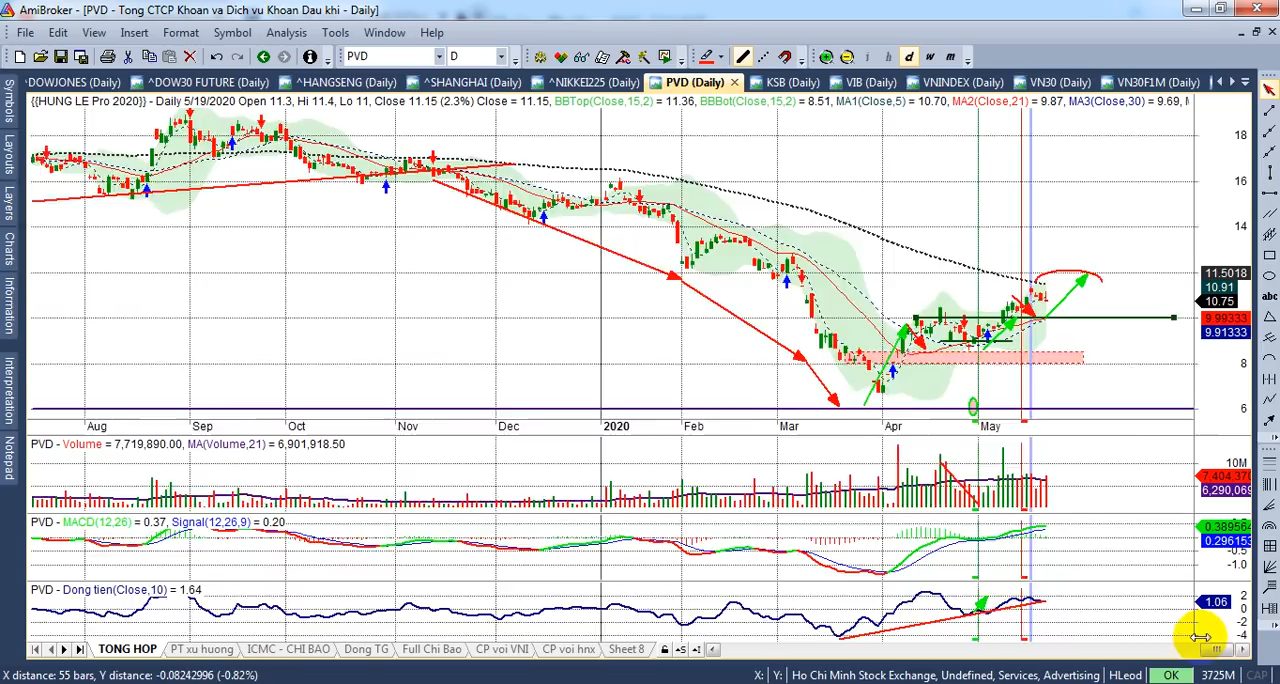 AmiBroker - [PVD - Tong CTCP Khoan va Dich vu Khoan Dau khi - Daily]
File Edit View Insert Format Symbol Analysis Tools Window Help
PVD D i h d w m
DOWJONES (Daily) ^DOW30 FUTURE (Daily) ^HANGSENG (Daily) ^SHANGHAI (Daily) ^NIKKEI225 (Daily) PVD (Daily) KSB (Daily) VIB (Daily) VNINDEX (Daily) VN30 (Daily) VN30F1M (Daily)
{{HUNG LE Pro 2020}} - Daily 5/19/2020 Open 11.3, Hi 11.4, Lo 11, Close 11.15 (2.3%) Close = 11.15, BBTop(Close,15,2) = 11.36, BBBot(Close,15,2) = 8.51, MA1(Close,5) = 10.70, MA2(Close,21) = 9.87, MA3(Close,30) = 9.69, M
Symbols
Layouts
Layers
Charts
Information
Interpretation
Notepad
abc
18
16
14
11.5018
10.91
10.75
9.99333
9.91333
8
6
Aug Sep Oct Nov Dec 2020 Feb Mar Apr May
PVD - Volume = 7,719,890.00, MA(Volume,21) = 6,901,918.50
10M
7,404,370
6,290,069
PVD - MACD(12,26) = 0.37, Signal(12,26,9) = 0.20
0.389564
0.296153
-0.5
-1.0
PVD - Dong tien(Close,10) = 1.64
2
1.06
0
-2
-4
TONG HOP PT xu huong ICMC - CHI BAO Dong TG Full Chi Bao CP voi VNI CP voi hnx Sheet 8
X distance: 55 bars, Y distance: -0.08242996 (-0.82%) X: Y: Ho Chi Minh Stock Exchange, Undefined, Services, Advertising HLeod OK 3725M CAP